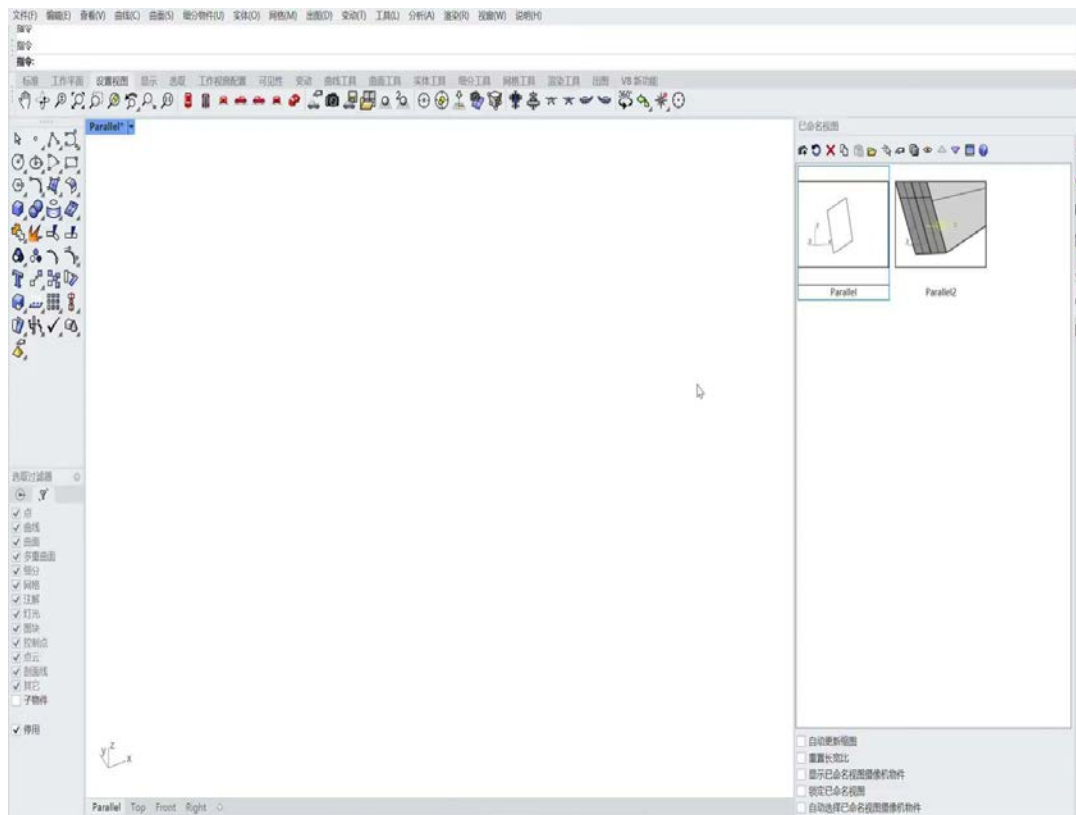 文件(F) 编辑(E) 查看(V) 曲线(C) 曲面(S) 细分物件(U) 实体(O) 网格(M) 出图(D) 变动(T) 工具(L) 分析(A) 渲染(R) 视窗(W) 说明(H)
指令
指令
指令:
标准 工作平面 设置视图 显示 选取 工作视窗配置 可见性 变动 曲线工具 曲面工具 实体工具 细分工具 网格工具 渲染工具 出图 V8 新功能
Parallel*
已命名视图
Parallel Parallel2
选取过滤器
点
曲线
曲面
多重曲面
细分
网格
注解
灯光
图块
控制点
点云
剖面线
其它
子物件
停用
z
y
x
自动更新缩图
重置长宽比
显示已命名视图摄像机物件
锁定已命名视图
自动选择已命名视图摄像机物件
Parallel Top Front Right